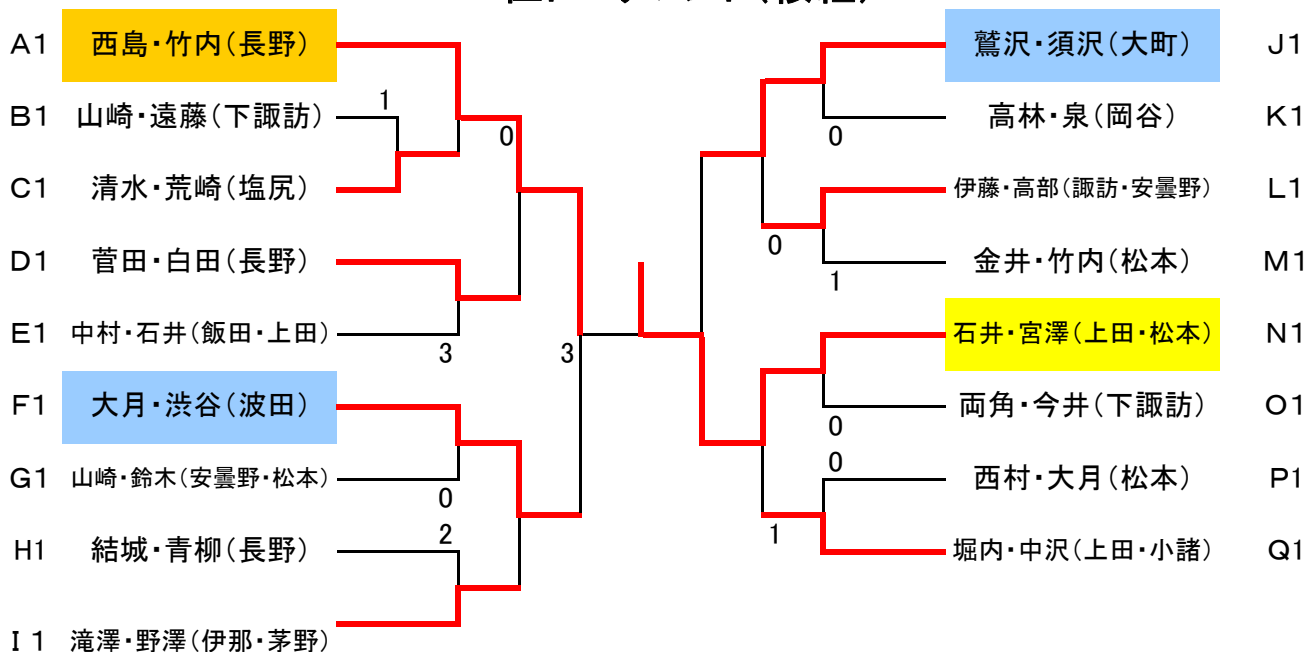 A1 西島・竹内(長野)
B1 山崎・遠藤(下諏訪)
1
C1 清水・荒崎(塩尻)
0
D1 菅田・白田(長野)
E1 中村・石井(飯田・上田)
3
3
F1 大月・渋谷(波田)
G1 山崎・鈴木(安曇野・松本)
0
H1 結城・青柳(長野)
2
I1 滝澤・野澤(伊那・茅野)
鷲沢・須沢(大町) J1
高林・泉(岡谷) K1
0
伊藤・高部(諏訪・安曇野) L1
0
金井・竹内(松本) M1
1
石井・宮澤(上田・松本) N1
両角・今井(下諏訪) O1
0
0
西村・大月(松本) P1
1
堀内・中沢(上田・小諸) Q1